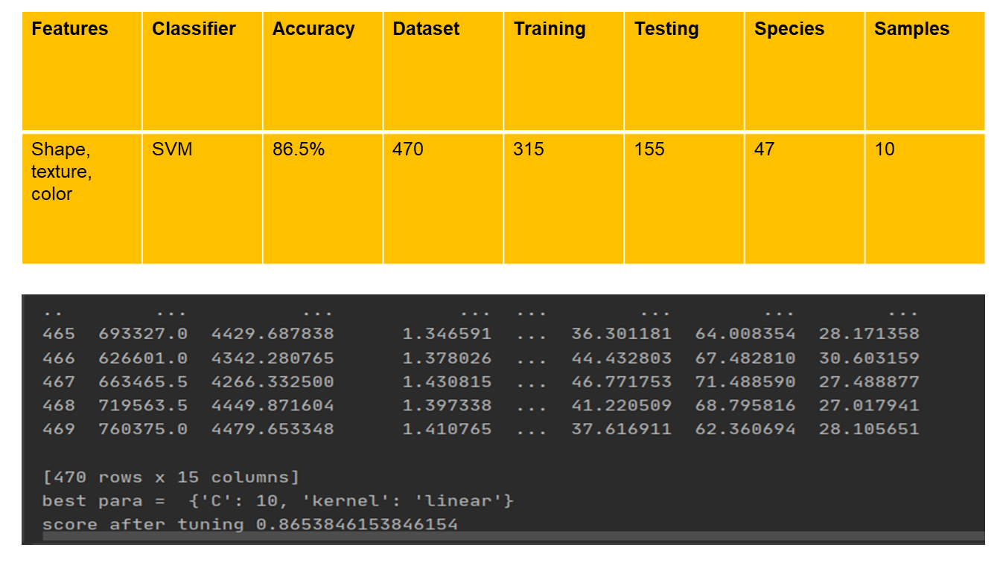 Features Classifier Accuracy Dataset Training Testing Species Samples
Shape, SVM 86.5% 470 315 155 47 10
texture,
color
.. ... ... ... ... ... ... ...
465 693327.0 4429.687838 1.346591 ... 36.301181 64.008354 28.171358
466 626601.0 4342.280765 1.378026 ... 44.432803 67.482810 30.603159
467 663465.5 4266.332500 1.430815 ... 46.771753 71.488590 27.488877
468 719563.5 4449.871604 1.397338 ... 41.220509 68.795816 27.017941
469 760375.0 4479.653348 1.410765 ... 37.616911 62.360694 28.105651
[470 rows x 15 columns]
best para =  {'C': 10, 'kernel': 'linear'}
score after tuning 0.8653846153846154